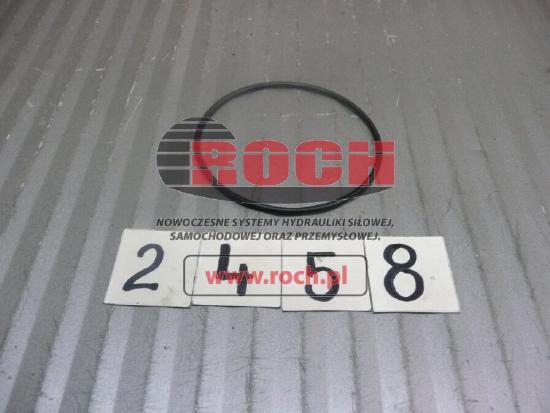 ROCH
NOWOCZESNE SYSTEMY HYDRAULIKI SIŁOWEJ,
SAMOCHODOWEJ ORAZ PRZEMYSŁOWEJ.
2 4 5 8
www.roch.pl